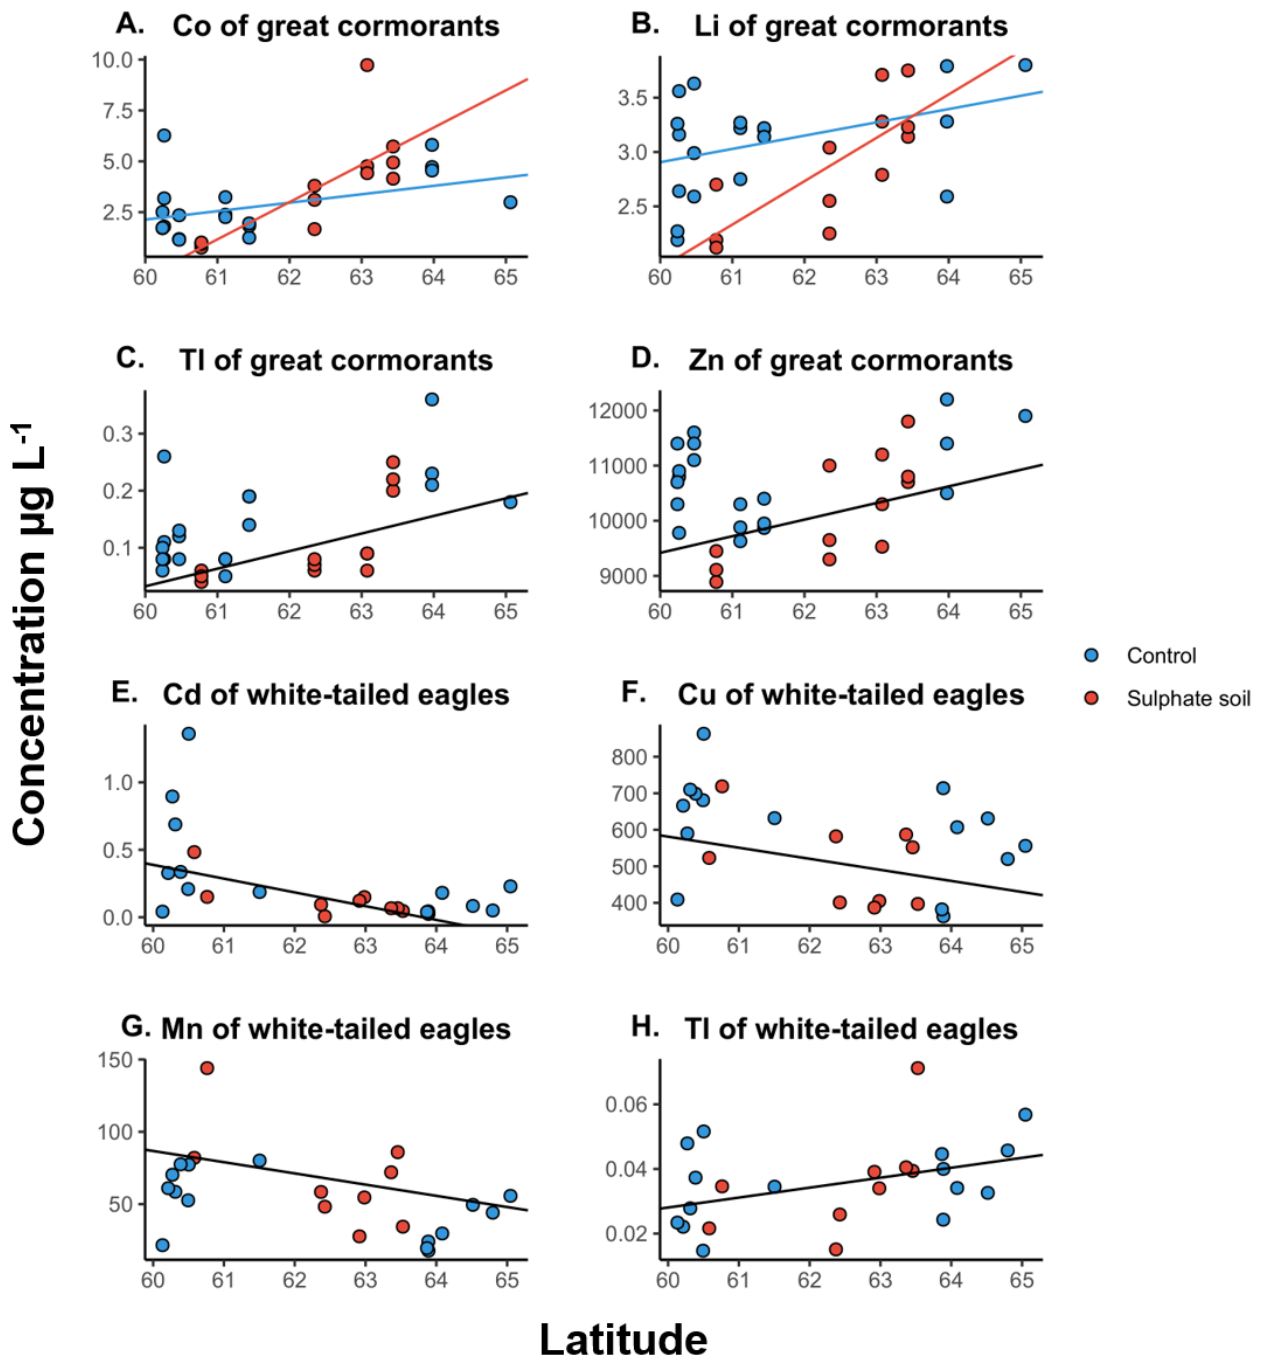 A. Co of great cormorants
10.0
7.5
5.0
2.5
60 61 62 63 64 65
B. Li of great cormorants
3.5
3.0
2.5
60 61 62 63 64 65
C. Tl of great cormorants
0.3
0.2
0.1
60 61 62 63 64 65
D. Zn of great cormorants
12000
11000
10000
9000
60 61 62 63 64 65
Concentration µg L-1
Control
Sulphate soil
E. Cd of white-tailed eagles
1.0
0.5
0.0
60 61 62 63 64 65
F. Cu of white-tailed eagles
800
700
600
500
400
60 61 62 63 64 65
G. Mn of white-tailed eagles
150
100
50
60 61 62 63 64 65
H. Tl of white-tailed eagles
0.06
0.04
0.02
60 61 62 63 64 65
Latitude